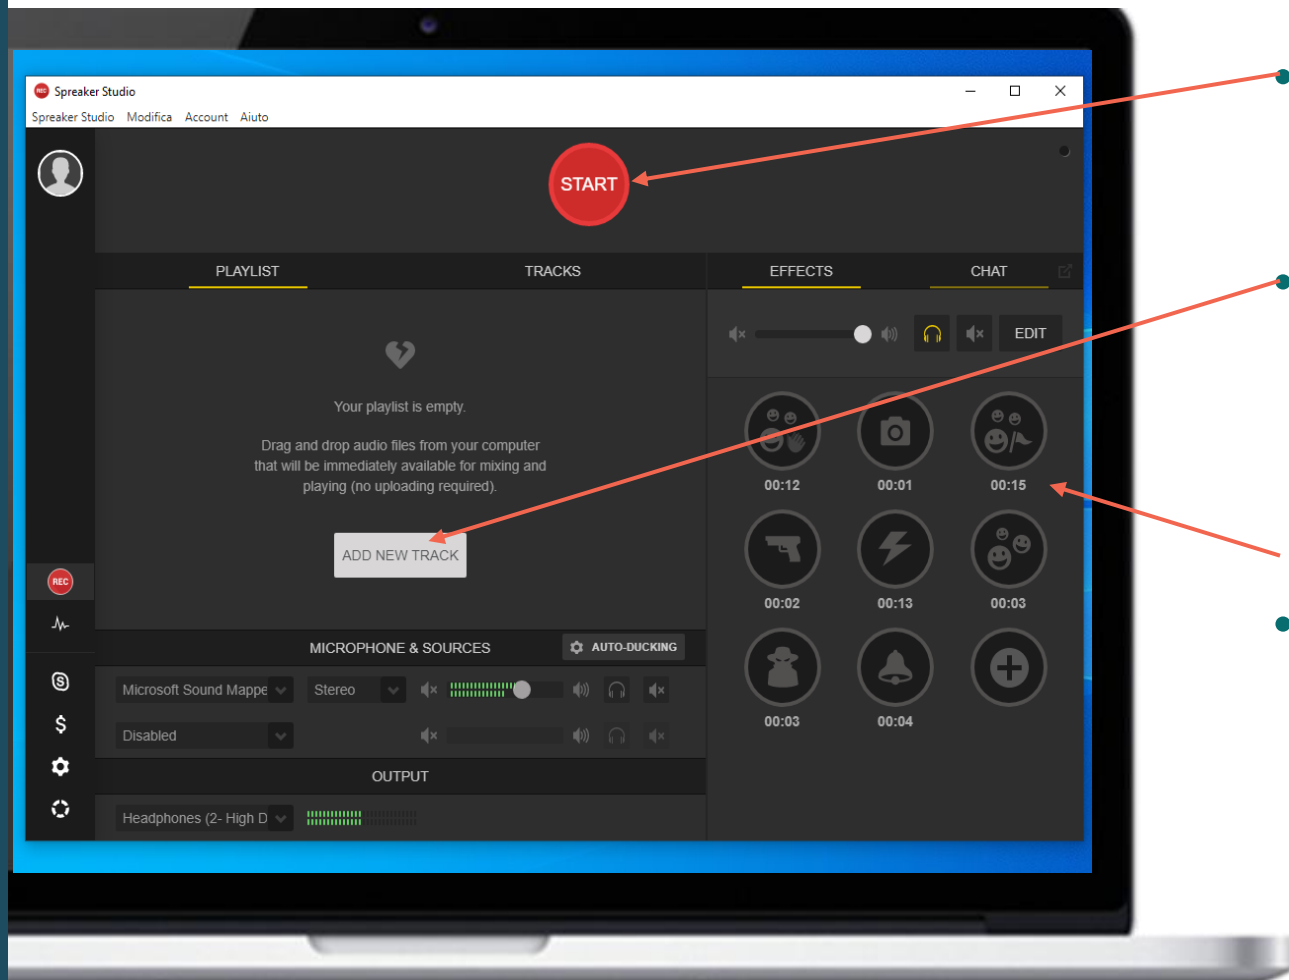 REC Spreaker Studio
Spreaker Studio Modifica Account Aiuto
START
PLAYLIST TRACKS EFFECTS CHAT
EDIT
Your playlist is empty.
Drag and drop audio files from your computer
that will be immediately available for mixing and
playing (no uploading required).
ADD NEW TRACK
00:12 00:01 00:15
00:02 00:13 00:03
00:03 00:04
REC
MICROPHONE & SOURCES AUTO-DUCKING
Microsoft Sound Mappe Stereo
Disabled
OUTPUT
Headphones (2- High D